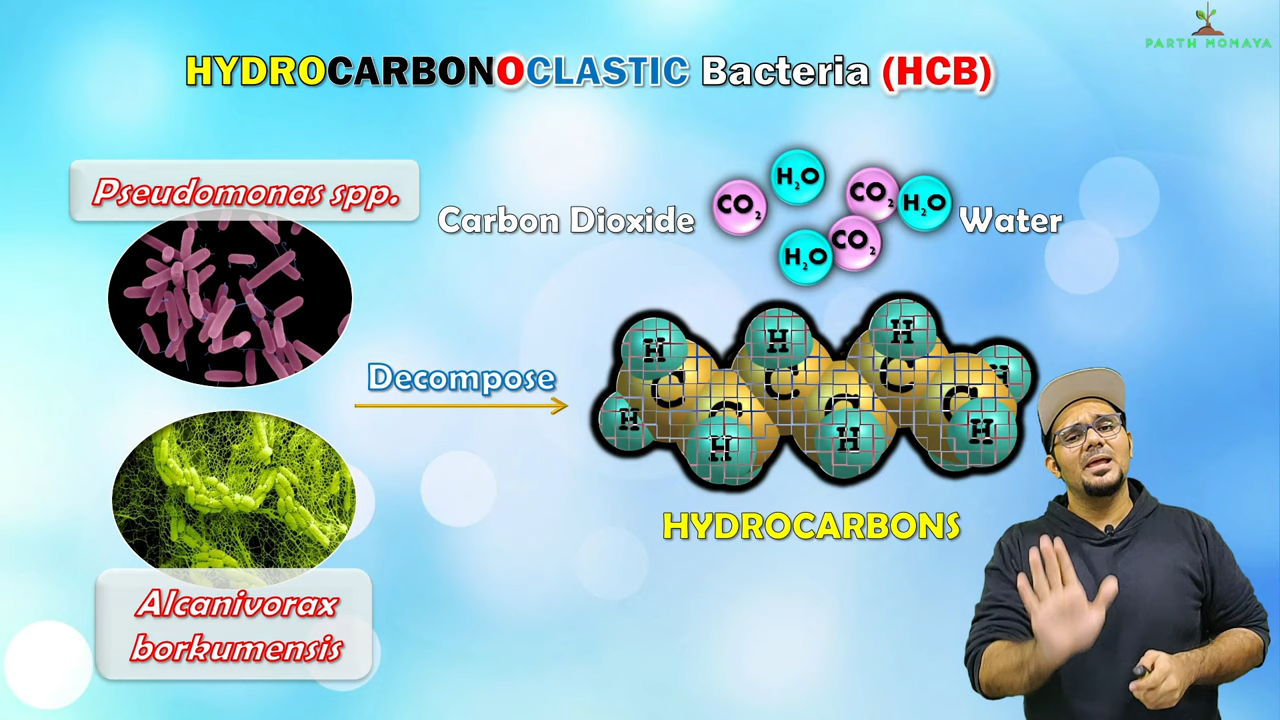 PARTH MOMAYA
HYDROCARBONOCLASTIC Bacteria (HCB)
Pseudomonas spp.
Carbon Dioxide
CO₂
H₂O
CO₂
H₂O
H₂O
CO₂
Water
Decompose
H
H
H
H
C
C
C
C
C
C
H
H
H
H
HYDROCARBONS
Alcanivorax
borkumensis